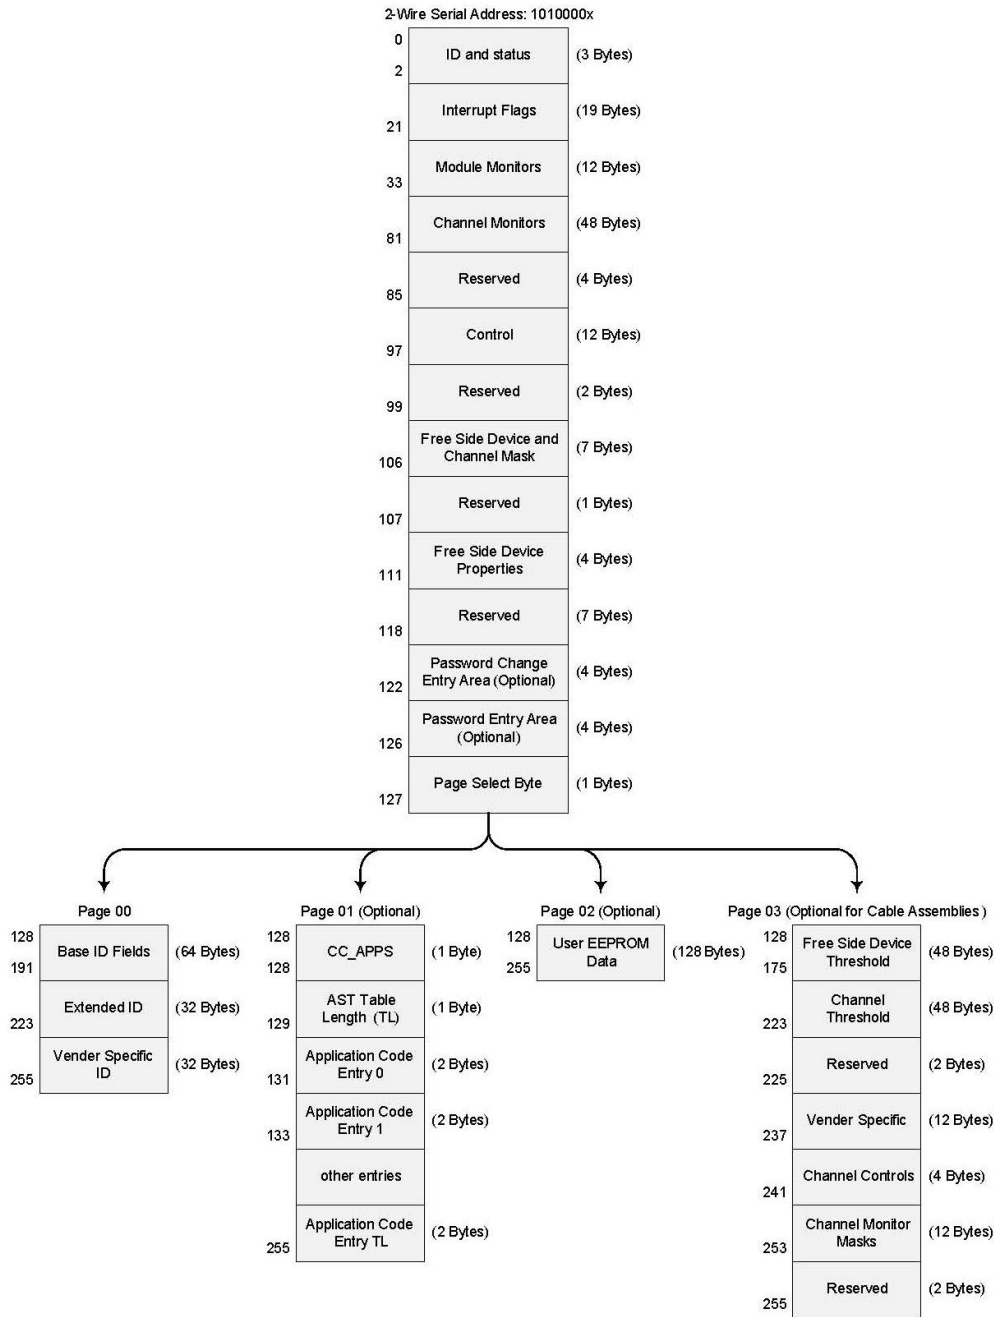 2-Wire Serial Address: 1010000x
0
ID and status
(3 Bytes)
2
Interrupt Flags
(19 Bytes)
21
Module Monitors
(12 Bytes)
33
Channel Monitors
(48 Bytes)
81
Reserved
(4 Bytes)
85
Control
(12 Bytes)
97
Reserved
(2 Bytes)
99
Free Side Device and
Channel Mask
(7 Bytes)
106
Reserved
(1 Bytes)
107
Free Side Device
Properties
(4 Bytes)
111
Reserved
(7 Bytes)
118
Password Change
Entry Area (Optional)
(4 Bytes)
122
Password Entry Area
(Optional)
(4 Bytes)
126
Page Select Byte
(1 Bytes)
127
Page 00
128
Base ID Fields
(64 Bytes)
191
Extended ID
(32 Bytes)
223
Vender Specific
ID
(32 Bytes)
255
Page 01 (Optional)
128
CC_APPS
(1 Byte)
128
AST Table
Length (TL)
(1 Byte)
129
Application Code
Entry 0
(2 Bytes)
131
Application Code
Entry 1
(2 Bytes)
133
other entries
Application Code
Entry TL
(2 Bytes)
255
Page 02 (Optional)
128
User EEPROM
Data
(128 Bytes)
255
Page 03 (Optional for Cable Assemblies )
128
Free Side Device
Threshold
(48 Bytes)
175
Channel
Threshold
(48 Bytes)
223
Reserved
(2 Bytes)
225
Vender Specific
(12 Bytes)
237
Channel Controls
(4 Bytes)
241
Channel Monitor
Masks
(12 Bytes)
253
Reserved
(2 Bytes)
255